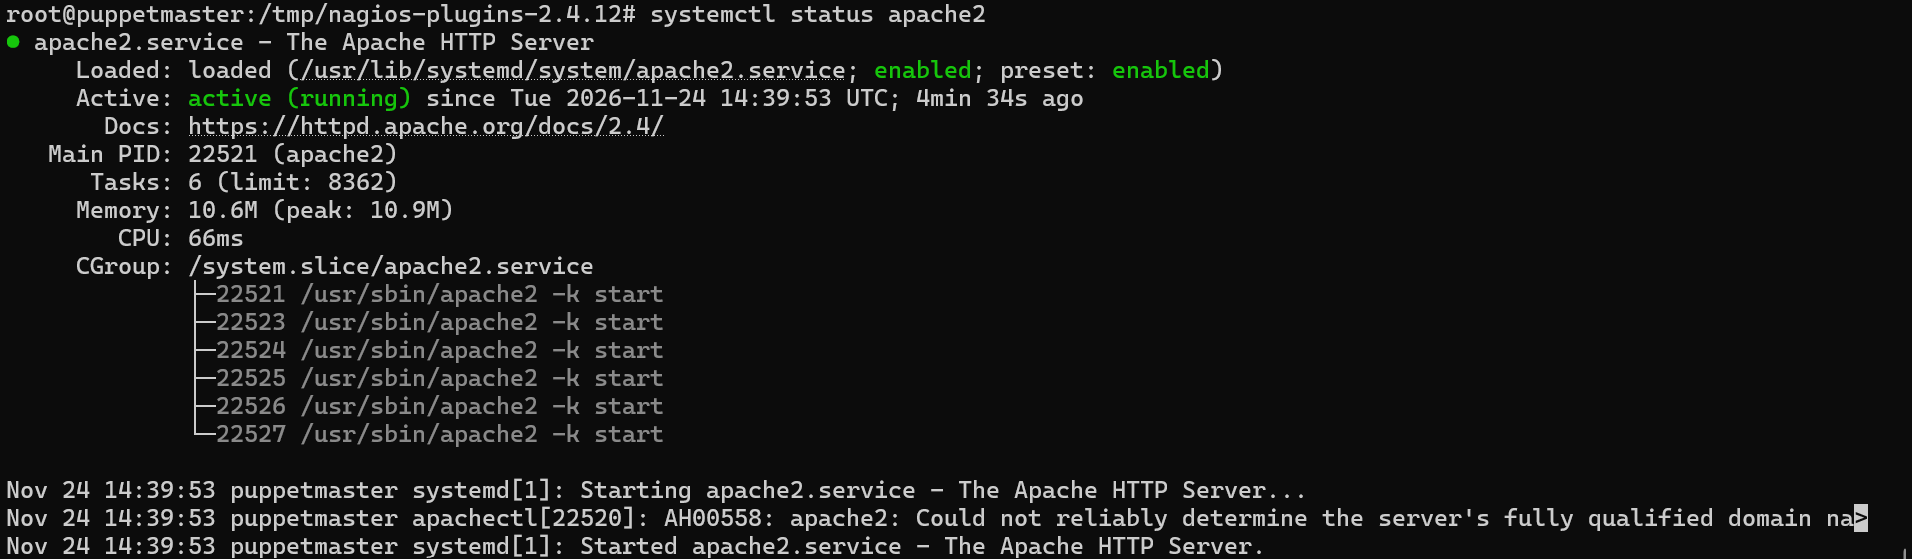 root@puppetmaster:/tmp/nagios-plugins-2.4.12# systemctl status apache2
● apache2.service - The Apache HTTP Server
     Loaded: loaded (/usr/lib/systemd/system/apache2.service; enabled; preset: enabled)
     Active: active (running) since Tue 2026-11-24 14:39:53 UTC; 4min 34s ago
       Docs: https://httpd.apache.org/docs/2.4/
   Main PID: 22521 (apache2)
      Tasks: 6 (limit: 8362)
     Memory: 10.6M (peak: 10.9M)
        CPU: 66ms
     CGroup: /system.slice/apache2.service
             ├─22521 /usr/sbin/apache2 -k start
             ├─22523 /usr/sbin/apache2 -k start
             ├─22524 /usr/sbin/apache2 -k start
             ├─22525 /usr/sbin/apache2 -k start
             ├─22526 /usr/sbin/apache2 -k start
             └─22527 /usr/sbin/apache2 -k start

Nov 24 14:39:53 puppetmaster systemd[1]: Starting apache2.service - The Apache HTTP Server...
Nov 24 14:39:53 puppetmaster apachectl[22520]: AH00558: apache2: Could not reliably determine the server's fully qualified domain na>
Nov 24 14:39:53 puppetmaster systemd[1]: Started apache2.service - The Apache HTTP Server.